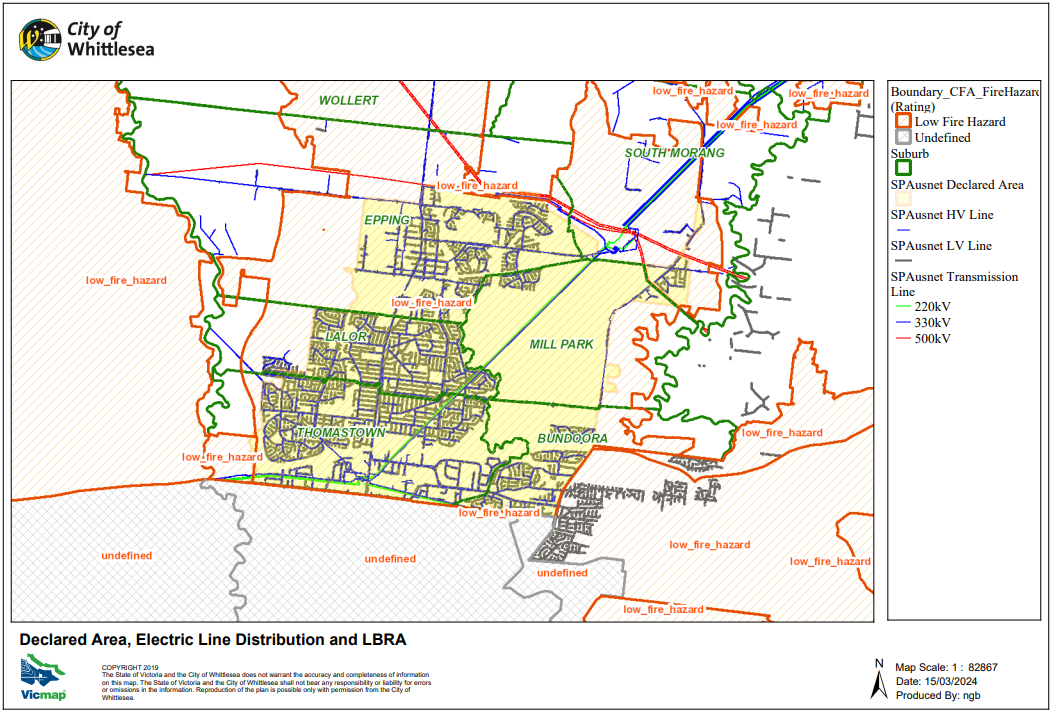 City of
Whittlesea
WOLLERT
low_fire_hazard
low_fire_hazard
low_fire_hazard
SOUTH MORANG
low_fire_hazard
EPPING
low_fire_hazard
low_fire_hazard
LALOR
MILL PARK
THOMASTOWN
BUNDOORA
low_fire_hazard
low_fire_hazard
low_fire_hazard
undefined
undefined
low_fire_hazard
low_fire_hazard
undefined
low_fire_hazard
Boundary_CFA_FireHazard
(Rating)
Low Fire Hazard
Undefined
Suburb
SPAusnet Declared Area
SPAusnet HV Line
SPAusnet LV Line
SPAusnet Transmission
Line
220kV
330kV
500kV
Declared Area, Electric Line Distribution and LBRA
Vicmap
COPYRIGHT 2019
The State of Victoria and the City of Whittlesea does not warrant the accuracy and completeness of information
on this map. The State of Victoria and the City of Whittlesea shall not bear any responsibility or liability for errors
or omissions in the information. Reproduction of the plan is possible only with permission from the City of
Whittlesea.
N
Map Scale: 1 : 82867
Date: 15/03/2024
Produced By: ngb